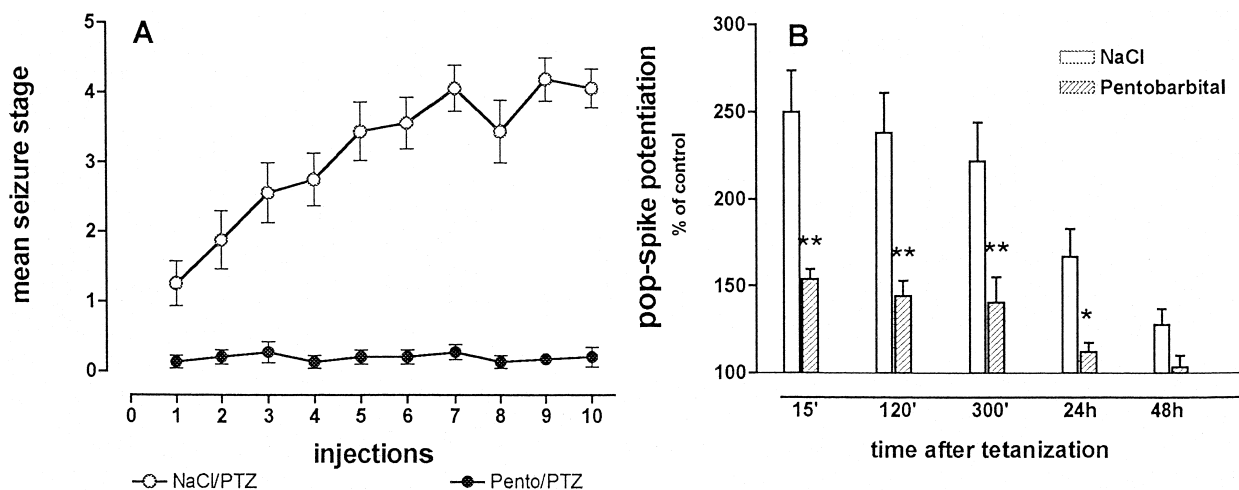 A
mean seizure stage
5
4
3
2
1
0
0 1 2 3 4 5 6 7 8 9 10
injections
NaCl/PTZ Pento/PTZ
B
pop-spike potentiation
% of control
300
250
200
150
100
NaCl
Pentobarbital
** ** ** *
15' 120' 300' 24h 48h
time after tetanization